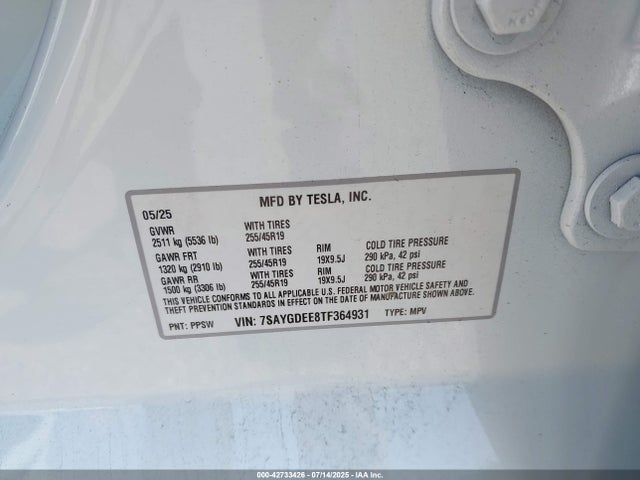 MFD BY TESLA, INC.
05/25
GVWR WITH TIRES
2511 kg (5536 lb) 255/45R19
GAWR FRT WITH TIRES RIM COLD TIRE PRESSURE
1320 kg (2910 lb) 255/45R19 19X9.5J 290 kPa, 42 psi
GAWR RR WITH TIRES RIM COLD TIRE PRESSURE
1500 kg (3306 lb) 255/45R19 19X9.5J 290 kPa, 42 psi
THIS VEHICLE CONFORMS TO ALL APPLICABLE U.S. FEDERAL MOTOR VEHICLE SAFETY AND
THEFT PREVENTION STANDARDS IN EFFECT ON THE DATE OF MANUFACTURE SHOWN ABOVE.
PNT: PPSW VIN: 7SAYGDEE8TF364931 TYPE: MPV
000-42733426 - 07/14/2025 - © IAA Inc.